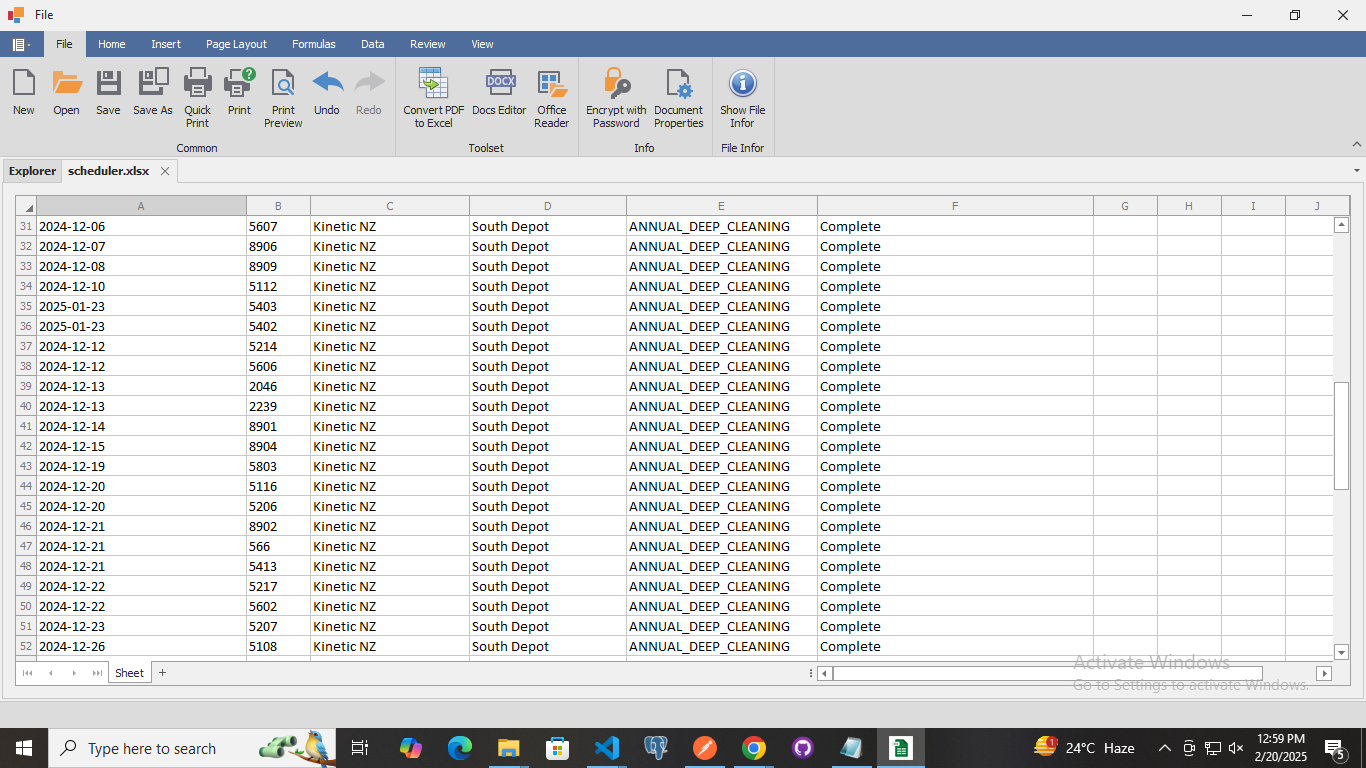 File
File Home Insert Page Layout Formulas Data Review View
New Open Save Save As Quick Print Print Print Preview Undo Redo Convert PDF to Excel DOCX Docs Editor Office Reader Encrypt with Password Document Properties Show File Infor
Common Toolset Info File Infor
Explorer scheduler.xlsx
A B C D E F G H I J
31 2024-12-06 5607 Kinetic NZ South Depot ANNUAL_DEEP_CLEANING Complete
32 2024-12-07 8906 Kinetic NZ South Depot ANNUAL_DEEP_CLEANING Complete
33 2024-12-08 8909 Kinetic NZ South Depot ANNUAL_DEEP_CLEANING Complete
34 2024-12-10 5112 Kinetic NZ South Depot ANNUAL_DEEP_CLEANING Complete
35 2025-01-23 5403 Kinetic NZ South Depot ANNUAL_DEEP_CLEANING Complete
36 2025-01-23 5402 Kinetic NZ South Depot ANNUAL_DEEP_CLEANING Complete
37 2024-12-12 5214 Kinetic NZ South Depot ANNUAL_DEEP_CLEANING Complete
38 2024-12-12 5606 Kinetic NZ South Depot ANNUAL_DEEP_CLEANING Complete
39 2024-12-13 2046 Kinetic NZ South Depot ANNUAL_DEEP_CLEANING Complete
40 2024-12-13 2239 Kinetic NZ South Depot ANNUAL_DEEP_CLEANING Complete
41 2024-12-14 8901 Kinetic NZ South Depot ANNUAL_DEEP_CLEANING Complete
42 2024-12-15 8904 Kinetic NZ South Depot ANNUAL_DEEP_CLEANING Complete
43 2024-12-19 5803 Kinetic NZ South Depot ANNUAL_DEEP_CLEANING Complete
44 2024-12-20 5116 Kinetic NZ South Depot ANNUAL_DEEP_CLEANING Complete
45 2024-12-20 5206 Kinetic NZ South Depot ANNUAL_DEEP_CLEANING Complete
46 2024-12-21 8902 Kinetic NZ South Depot ANNUAL_DEEP_CLEANING Complete
47 2024-12-21 566 Kinetic NZ South Depot ANNUAL_DEEP_CLEANING Complete
48 2024-12-21 5413 Kinetic NZ South Depot ANNUAL_DEEP_CLEANING Complete
49 2024-12-22 5217 Kinetic NZ South Depot ANNUAL_DEEP_CLEANING Complete
50 2024-12-22 5602 Kinetic NZ South Depot ANNUAL_DEEP_CLEANING Complete
51 2024-12-23 5207 Kinetic NZ South Depot ANNUAL_DEEP_CLEANING Complete
52 2024-12-26 5108 Kinetic NZ South Depot ANNUAL_DEEP_CLEANING Complete
Sheet
Activate Windows
Go to Settings to activate Windows.
Type here to search
1
24°C Haze
12:59 PM
2/20/2025
5